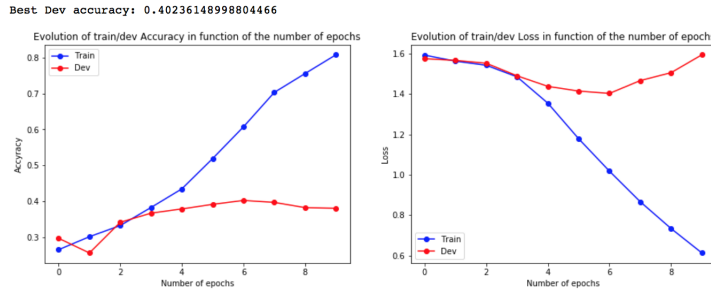 Best Dev accuracy: 0.40236148998804466
Evolution of train/dev Accuracy in function of the number of epochs
Train
Dev
0.8
0.7
0.6
0.5
0.4
0.3
Accyracy
0 2 4 6 8
Number of epochs
Evolution of train/dev Loss in function of the number of epochs
1.6
1.4
1.2
1.0
0.8
0.6
Loss
Train
Dev
0 2 4 6 8
Number of epochs